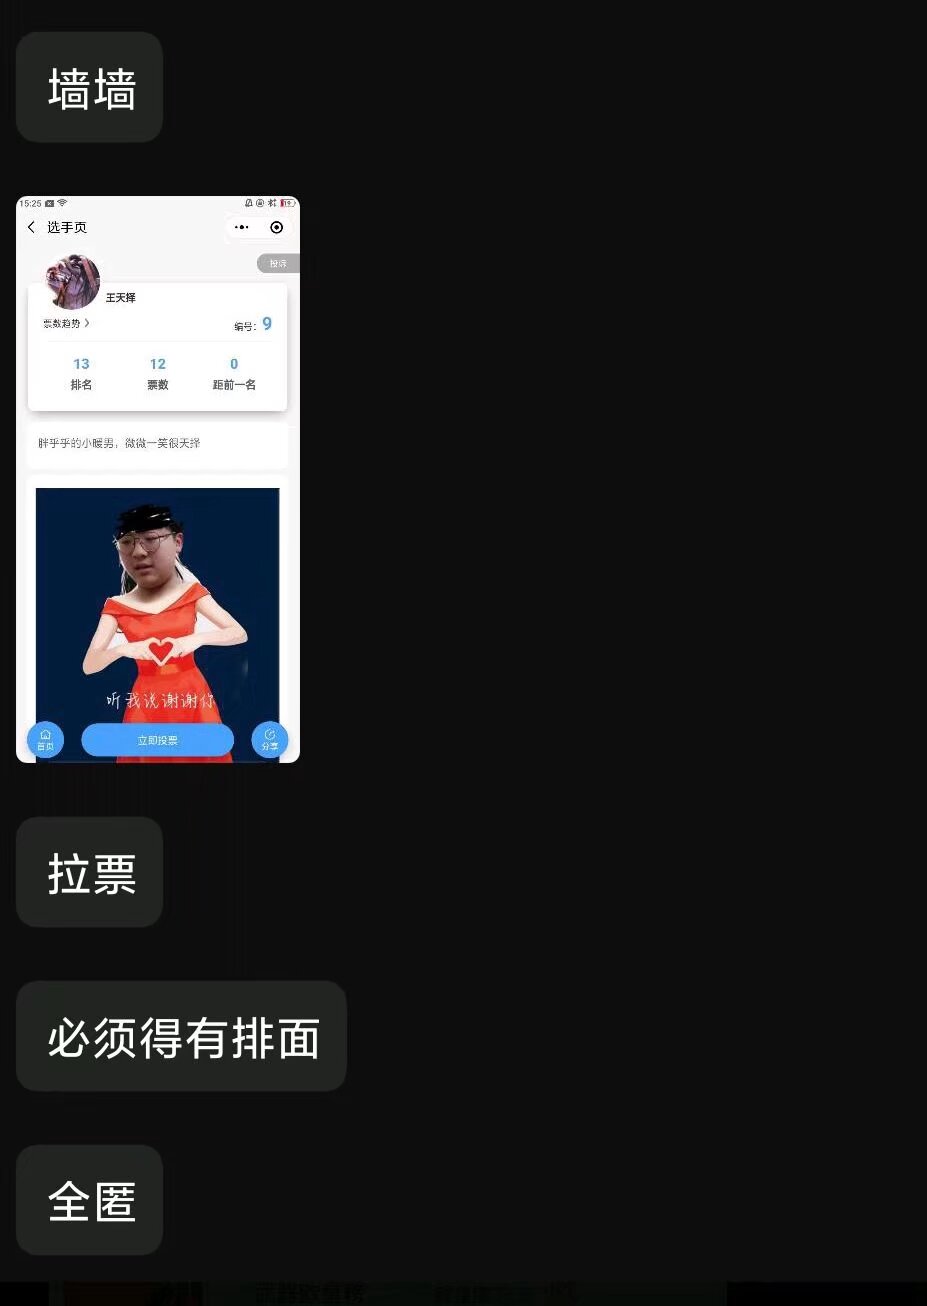 墙墙
15:25
19
选手页
投诉
王天择
票数趋势
编号: 9
13
12
0
排名
票数
距前一名
胖乎乎的小暖男，微微一笑很天择
听我说谢谢你
首页
立即投票
分享
拉票
必须得有排面
全匿